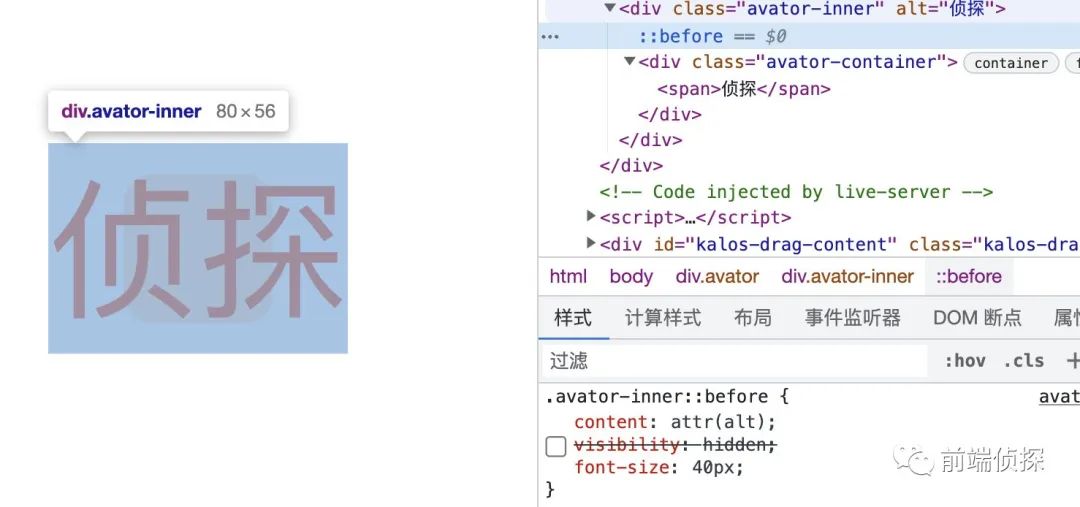 div.avator-inner 80×56
侦探
▼<div class="avator-inner" alt="侦探">
··· ::before == $0
▼<div class="avator-container"> container
<span>侦探</span>
</div>
</div>
</div>
<!-- Code injected by live-server -->
▶<script>…</script>
▶<div id="kalos-drag-content" class="kalos-dra
html body div.avator div.avator-inner ::before
样式 计算样式 布局 事件监听器 DOM 断点 属性
过滤 :hov .cls +
.avator-inner::before { avat
content: attr(alt);
visibility: hidden;
font-size: 40px;
}
前端侦探